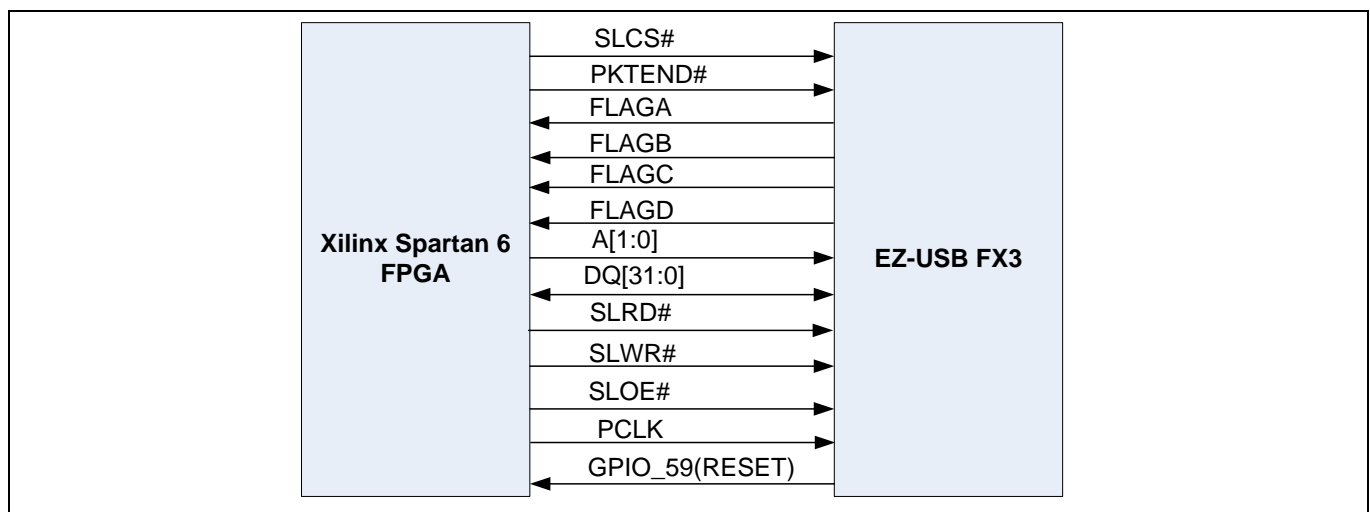 SLCS#
PKTEND#
FLAGA
FLAGB
FLAGC
FLAGD
A[1:0]
DQ[31:0]
SLRD#
SLWR#
SLOE#
PCLK
GPIO_59(RESET)
Xilinx Spartan 6
FPGA
EZ-USB FX3